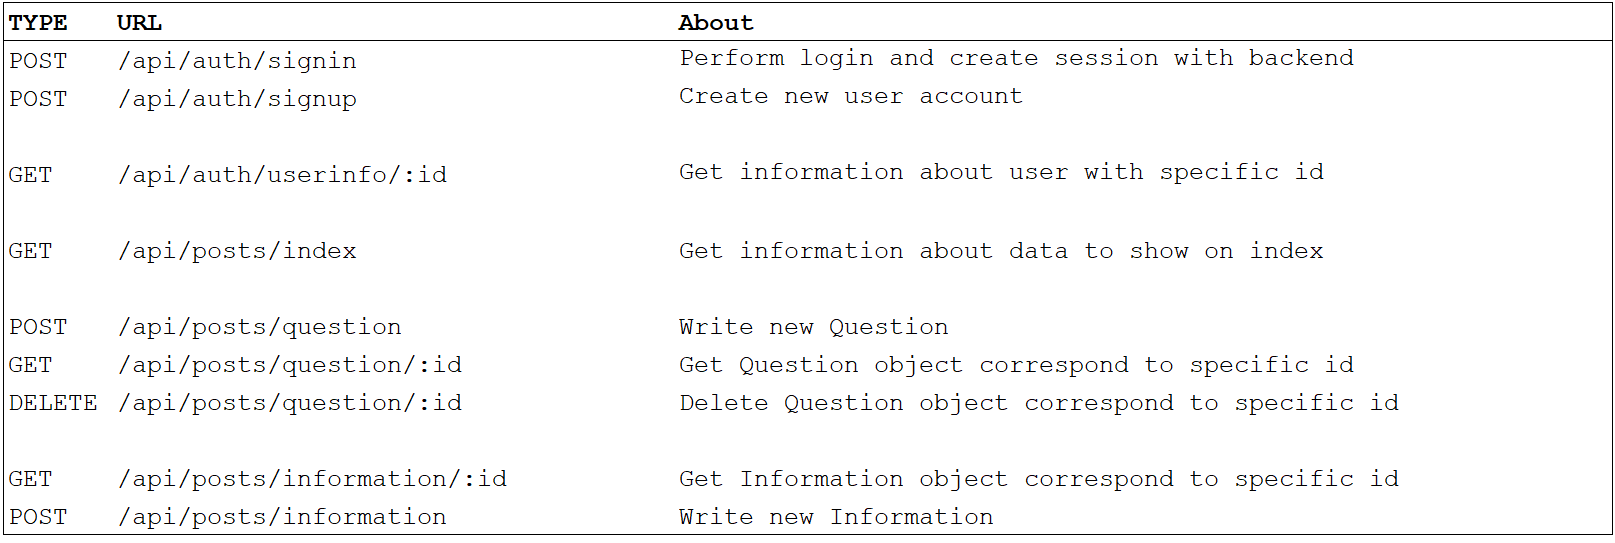 TYPE URL About
POST /api/auth/signin Perform login and create session with backend
POST /api/auth/signup Create new user account
GET /api/auth/userinfo/:id Get information about user with specific id
GET /api/posts/index Get information about data to show on index
POST /api/posts/question Write new Question
GET /api/posts/question/:id Get Question object correspond to specific id
DELETE /api/posts/question/:id Delete Question object correspond to specific id
GET /api/posts/information/:id Get Information object correspond to specific id
POST /api/posts/information Write new Information